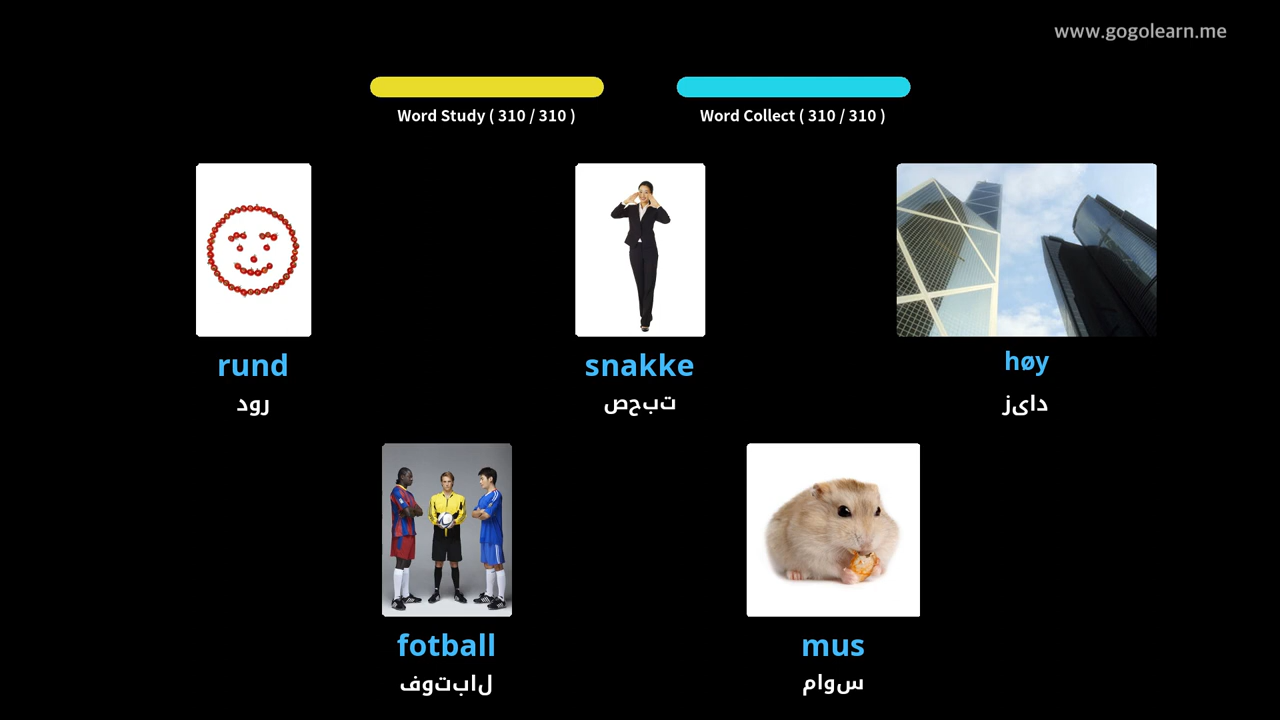 www.gogolearn.me
Word Study ( 310 / 310 )
Word Collect ( 310 / 310 )
rund
رود
snakke
تبحص
høy
دایز
fotball
لابتوف
mus
سوام